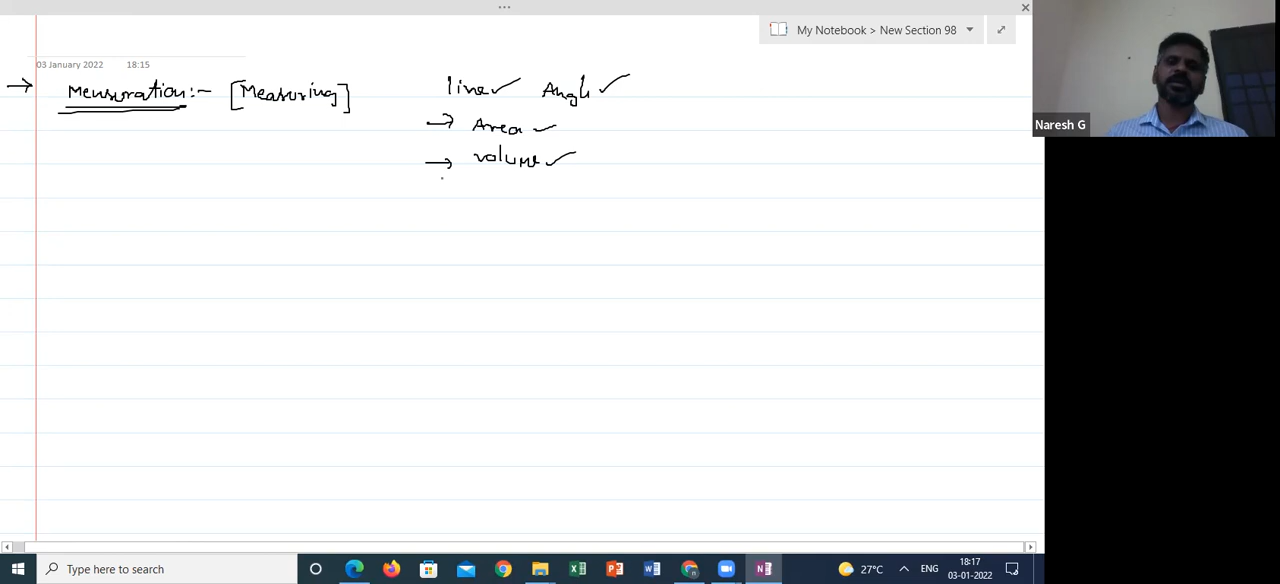 My Notebook > New Section 98
03 January 2022 18:15
→ Mensuration:- [Measuring] line ✓ Angle ✓
→ Area ✓
→ volume ✓
Naresh G
Type here to search
27°C ENG 18:17
03-01-2022